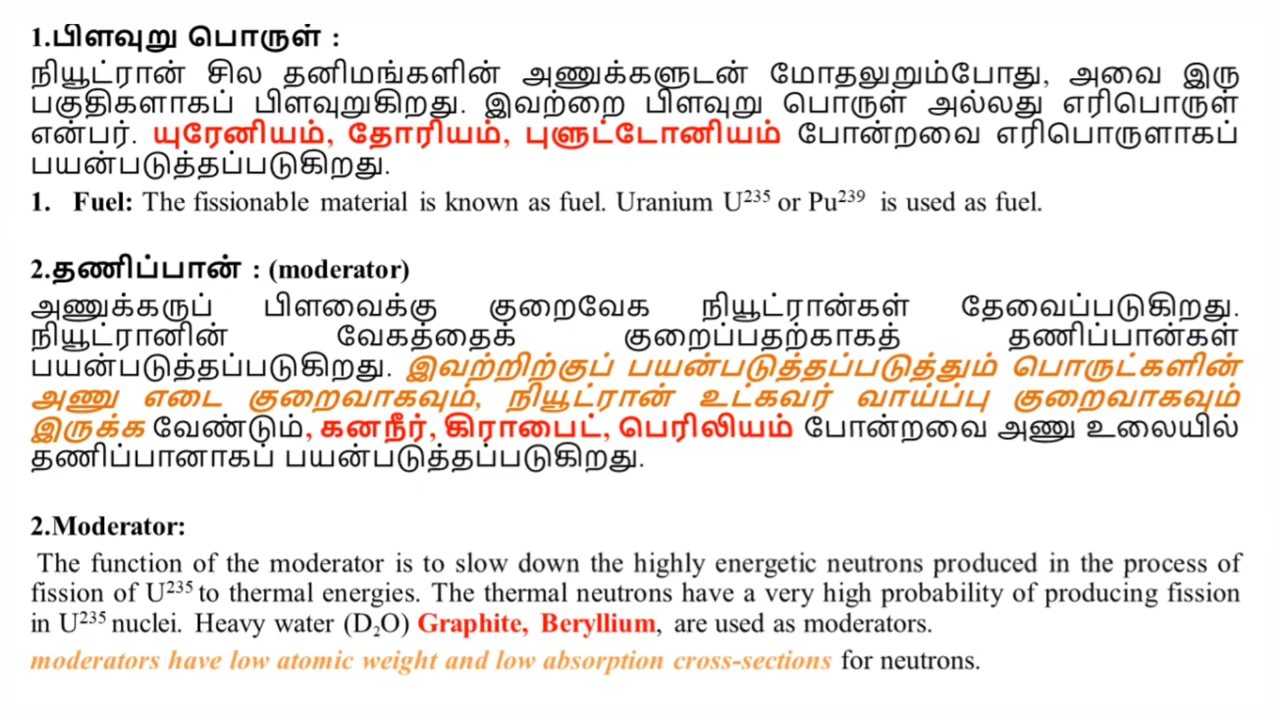 1.பிளவுறு பொருள் :
நியூட்ரான் சில தனிமங்களின் அணுக்களுடன் மோதலுறும்போது, அவை இரு
பகுதிகளாகப் பிளவுறுகிறது. இவற்றை பிளவுறு பொருள் அல்லது எரிபொருள்
என்பர். யுரேனியம், தோரியம், புளுட்டோனியம் போன்றவை எரிபொருளாகப்
பயன்படுத்தப்படுகிறது.
1. Fuel: The fissionable material is known as fuel. Uranium U²³⁵ or Pu²³⁹ is used as fuel.
2.தணிப்பான் : (moderator)
அணுக்கருப் பிளவைக்கு குறைவேக நியூட்ரான்கள் தேவைப்படுகிறது.
நியூட்ரானின் வேகத்தைக் குறைப்பதற்காகத் தணிப்பான்கள்
பயன்படுத்தப்படுகிறது. இவற்றிற்குப் பயன்படுத்தப்படுத்தும் பொருட்களின்
அணு எடை குறைவாகவும், நியூட்ரான் உட்கவர் வாய்ப்பு குறைவாகவும்
இருக்க வேண்டும், கனநீர், கிராபைட், பெரிலியம் போன்றவை அணு உலையில்
தணிப்பானாகப் பயன்படுத்தப்படுகிறது.
2.Moderator:
The function of the moderator is to slow down the highly energetic neutrons produced in the process of
fission of U²³⁵ to thermal energies. The thermal neutrons have a very high probability of producing fission
in U²³⁵ nuclei. Heavy water (D₂O) Graphite, Beryllium, are used as moderators.
moderators have low atomic weight and low absorption cross-sections for neutrons.